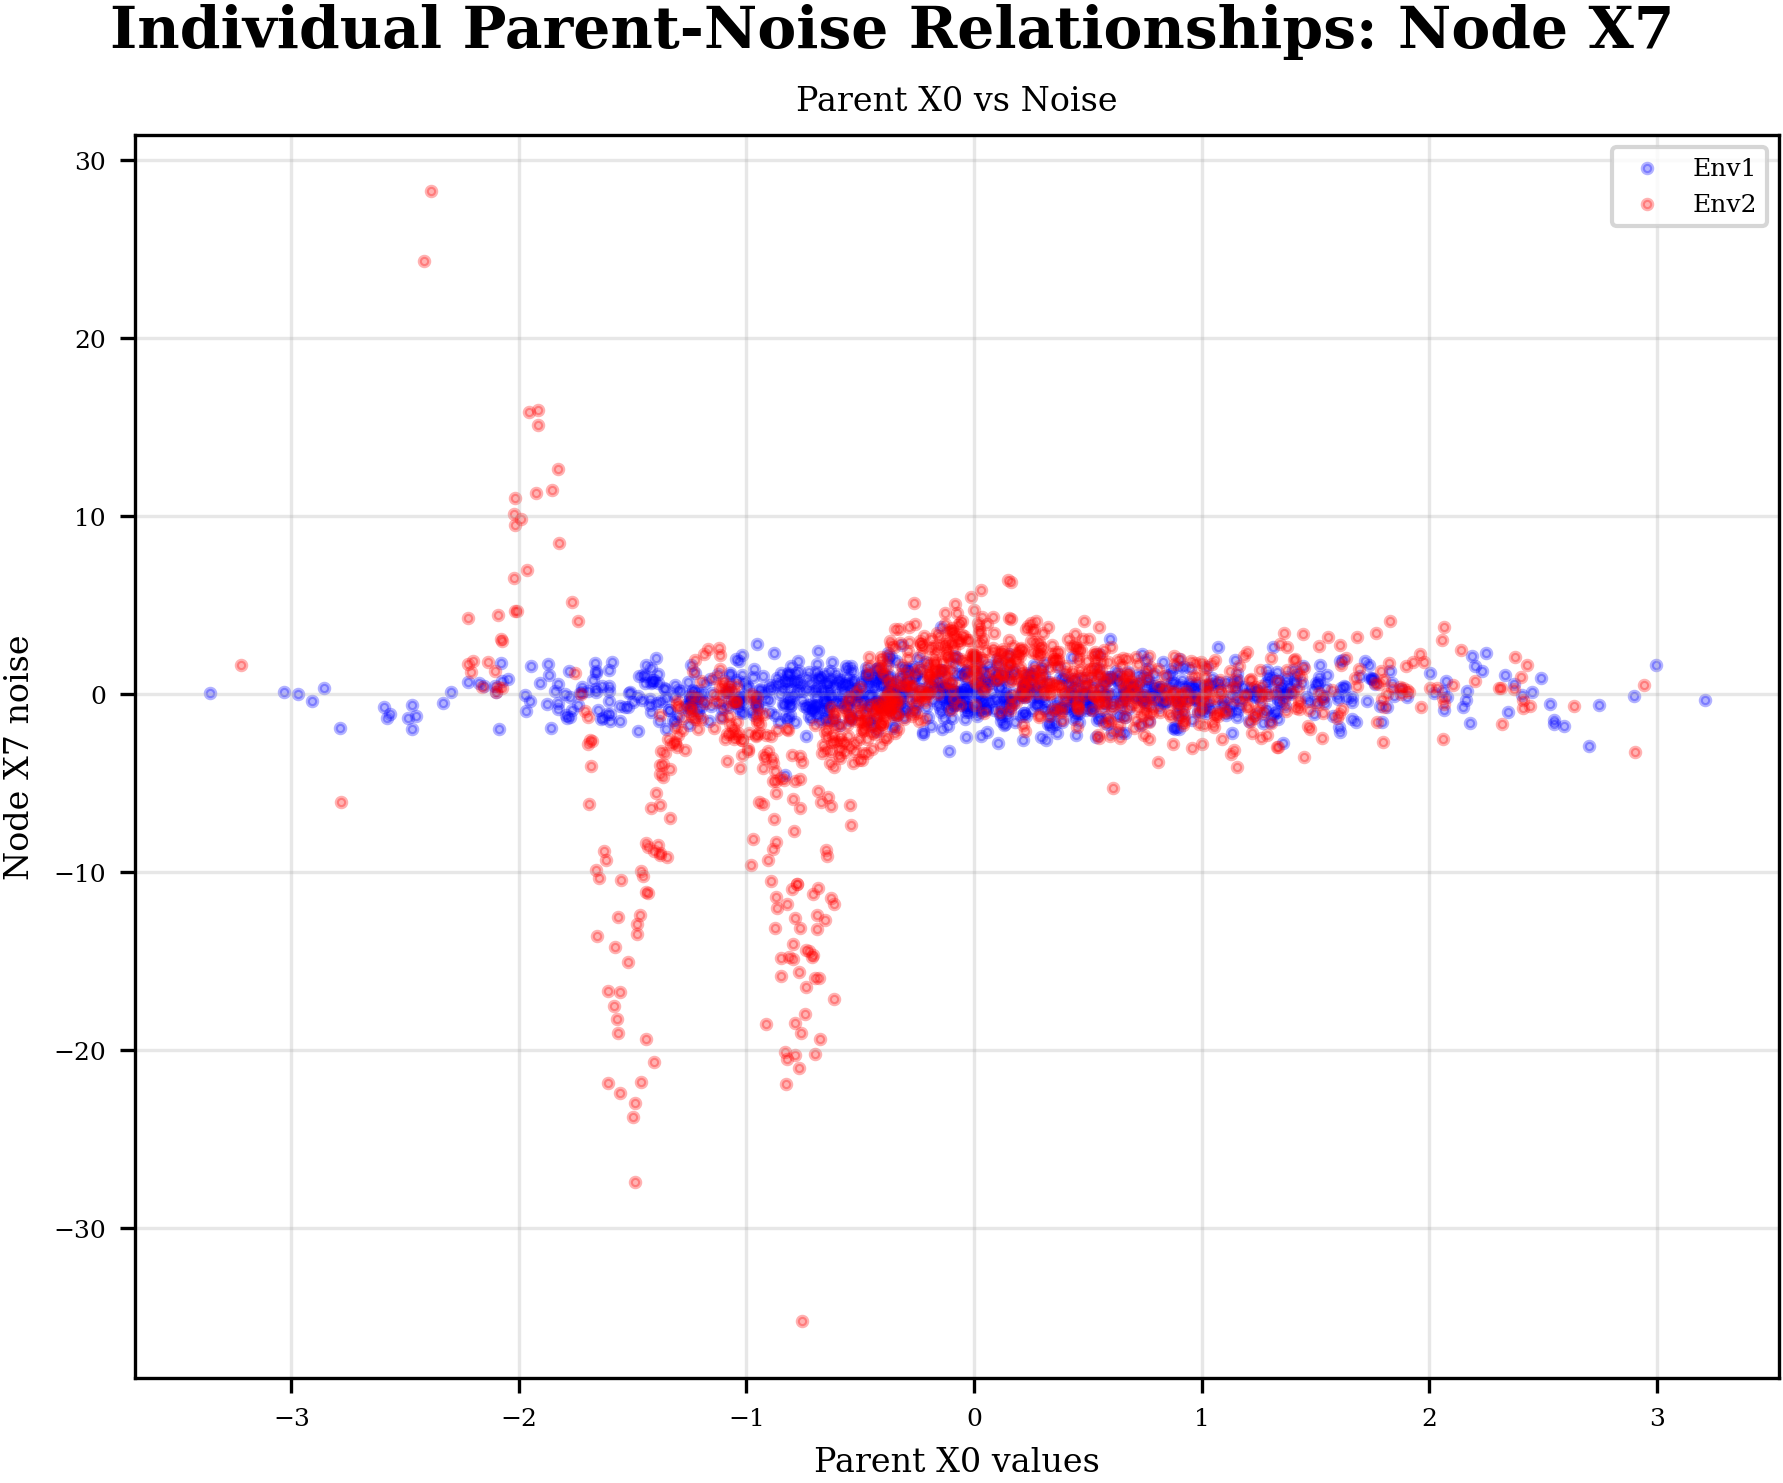 Individual Parent-Noise Relationships: Node X7
Parent X0 vs Noise
Env1
Env2
30
20
10
0
−10
−20
−30
Node X7 noise
−3
−2
−1
0
1
2
3
Parent X0 values